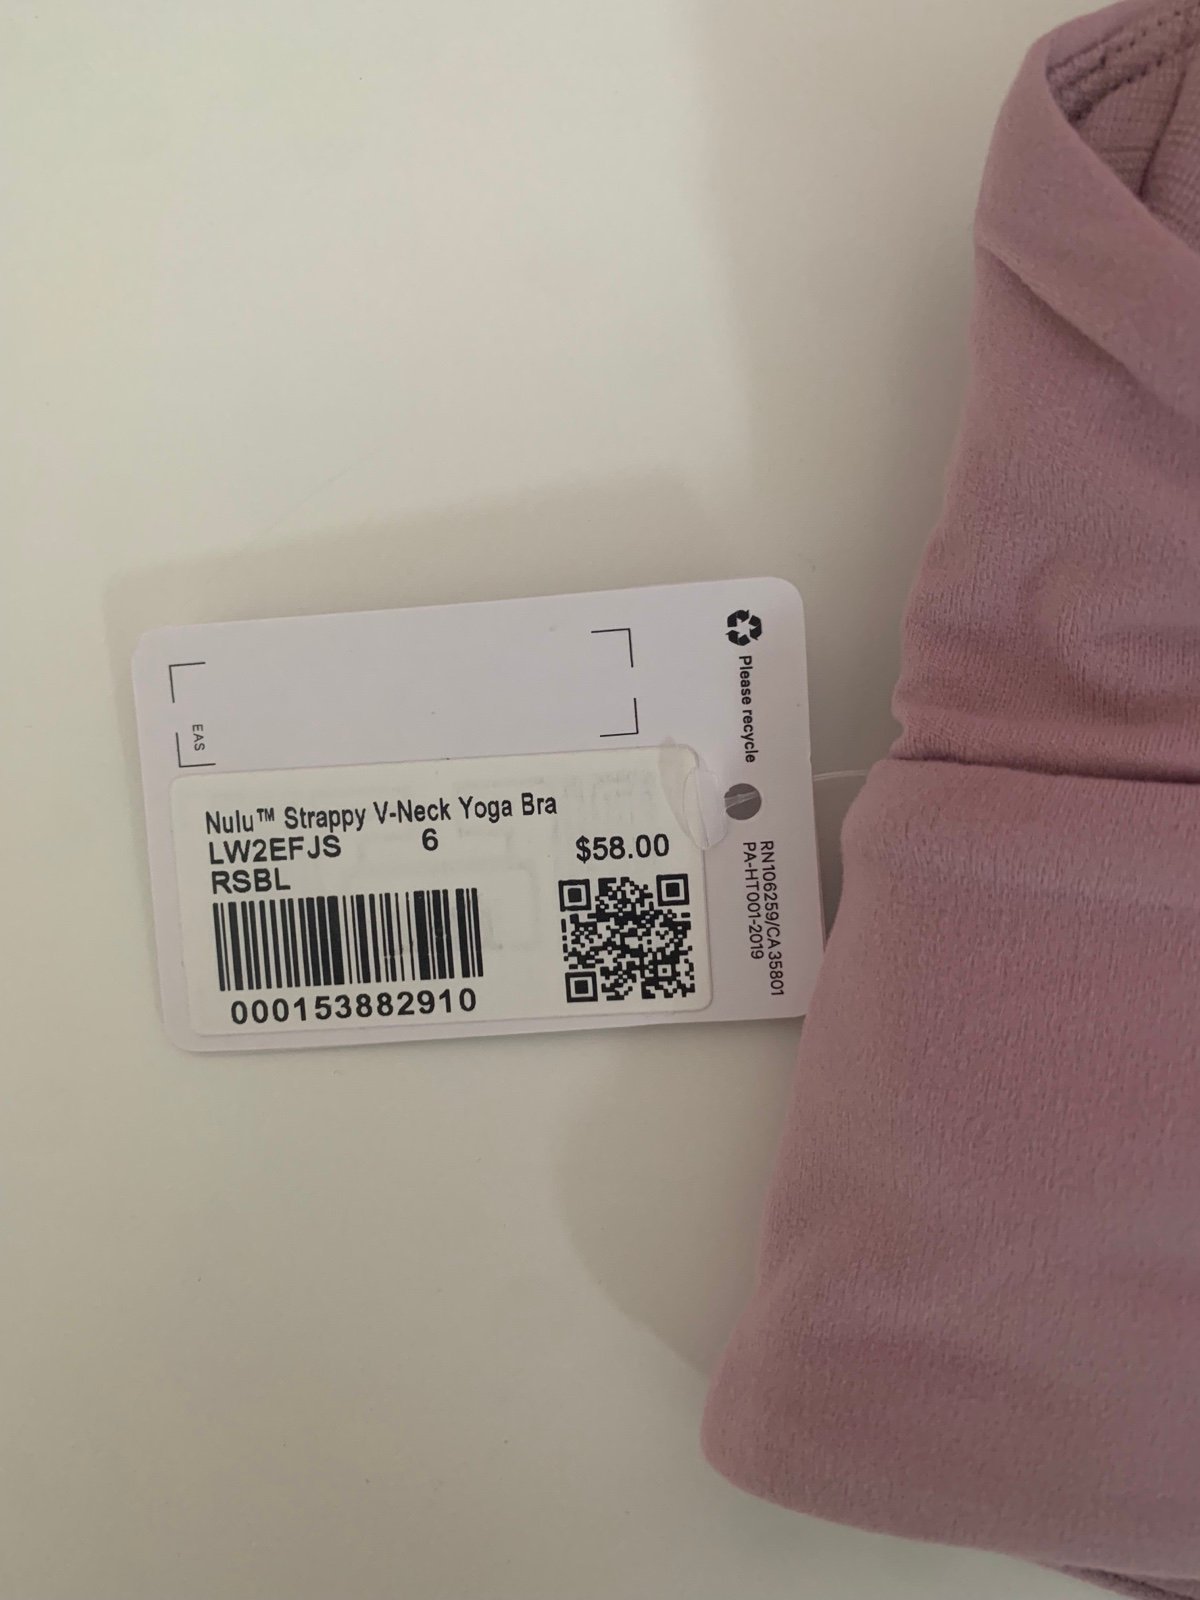 Please recycle
EAS
Nulu™ Strappy V-Neck Yoga Bra
LW2EFJS 6 $58.00
RSBL
000153882910
RN106259/CA35801
PA-HT001-2019